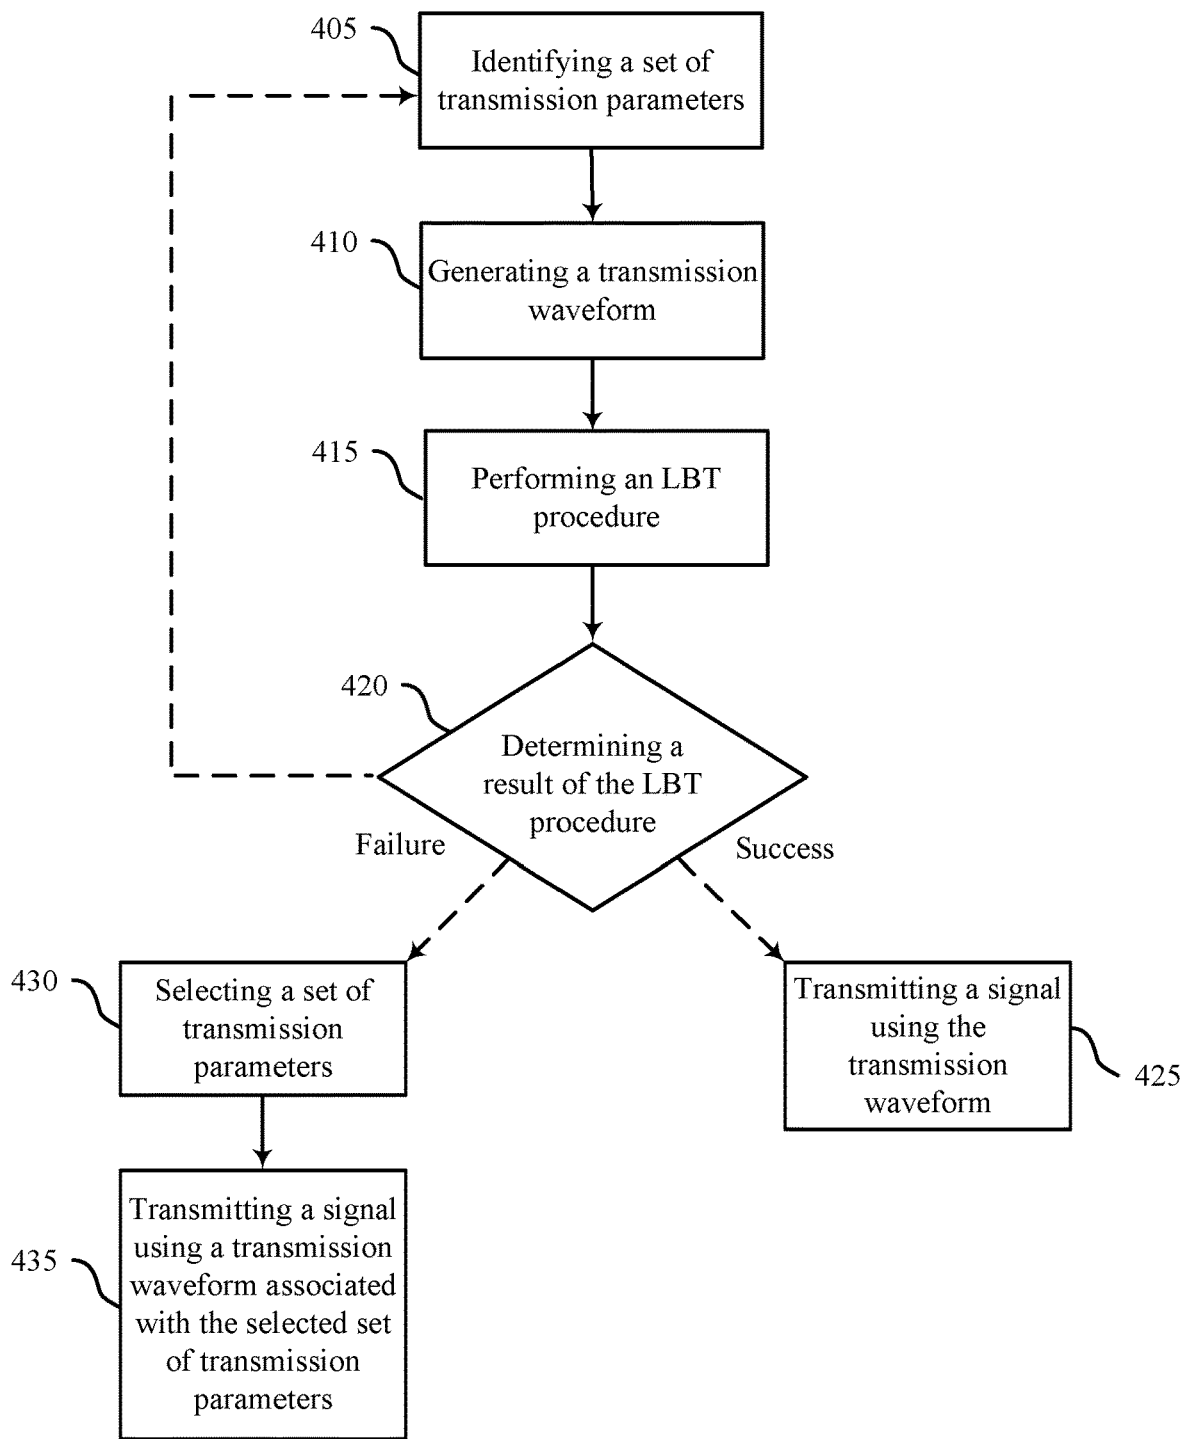 405
Identifying a set of
transmission parameters
410
Generating a transmission
waveform
415
Performing an LBT
procedure
420
Determining a
result of the LBT
procedure
Failure
Success
430
Selecting a set of
transmission
parameters
Transmitting a signal
using the
transmission
waveform
425
435
Transmitting a signal
using a transmission
waveform associated
with the selected set
of transmission
parameters